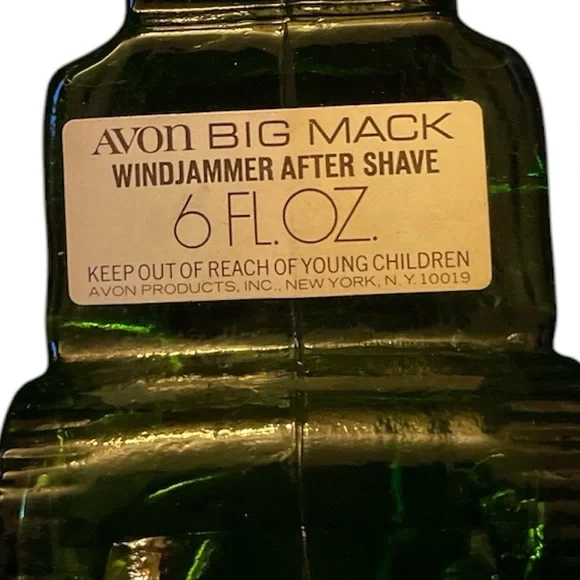 AVON BIG MACK
WINDJAMMER AFTER SHAVE
6 FL. OZ.
KEEP OUT OF REACH OF YOUNG CHILDREN
AVON PRODUCTS, INC., NEW YORK, N.Y. 10019